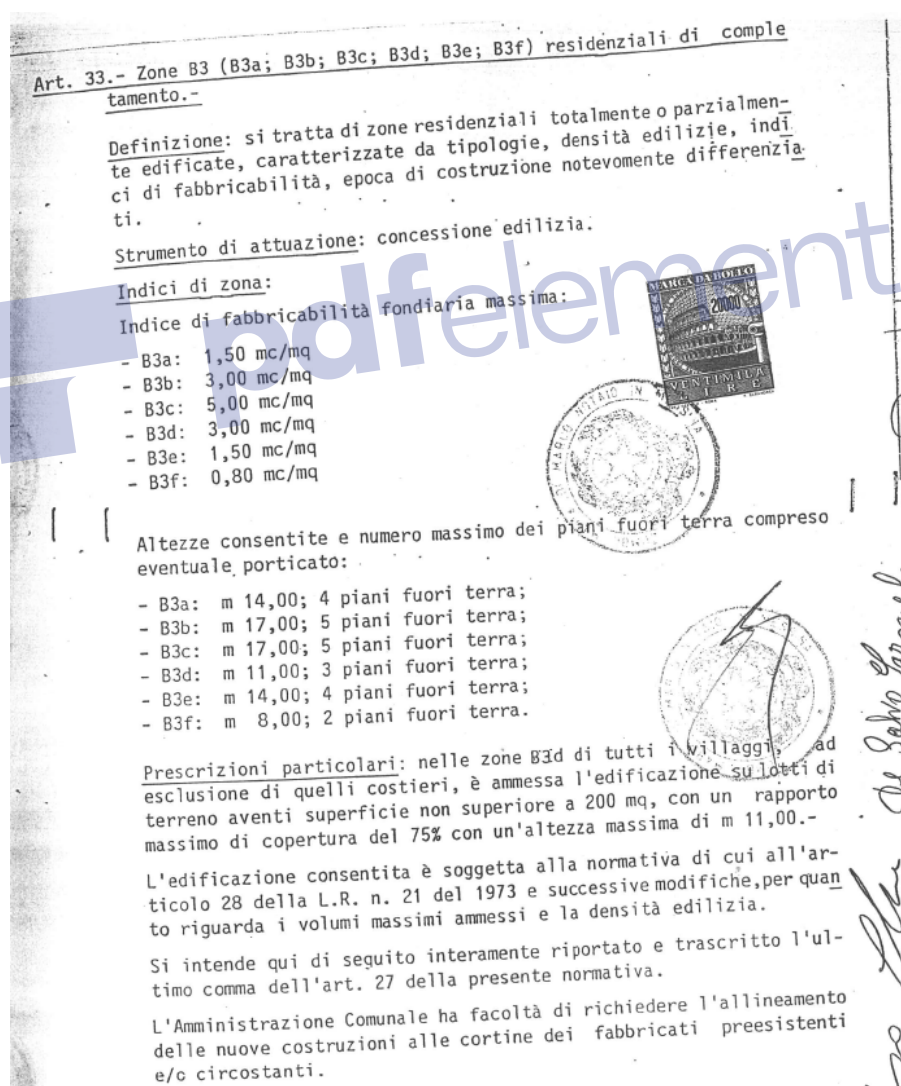 Art. 33.- Zone B3 (B3a; B3b; B3c; B3d; B3e; B3f) residenziali di comple
tamento.-
Definizione: si tratta di zone residenziali totalmente o parzialmen-
te edificate, caratterizzate da tipologie, densità edilizie, indi
ci di fabbricabilità, epoca di costruzione notevomente differenzia
ti.
Strumento di attuazione: concessione edilizia.
Indici di zona:
Indice di fabbricabilità fondiaria massima:
- B3a: 1,50 mc/mq
- B3b: 3,00 mc/mq
- B3c: 5,00 mc/mq
- B3d: 3,00 mc/mq
- B3e: 1,50 mc/mq
- B3f: 0,80 mc/mq
pdfelement
MARCA DA BOLLO
20000
VENTIMILA
LIRE
MARCO NOTAIO IN
Altezze consentite e numero massimo dei piani fuori terra compreso
eventuale porticato:
- B3a: m 14,00; 4 piani fuori terra;
- B3b: m 17,00; 5 piani fuori terra;
- B3c: m 17,00; 5 piani fuori terra;
- B3d: m 11,00; 3 piani fuori terra;
- B3e: m 14,00; 4 piani fuori terra;
- B3f: m 8,00; 2 piani fuori terra.
Prescrizioni particolari: nelle zone B3d di tutti i villaggi, ad
esclusione di quelli costieri, è ammessa l'edificazione su lotti di
terreno aventi superficie non superiore a 200 mq, con un rapporto
massimo di copertura del 75% con un'altezza massima di m 11,00.-
L'edificazione consentita è soggetta alla normativa di cui all'ar-
ticolo 28 della L.R. n. 21 del 1973 e successive modifiche,per quan
to riguarda i volumi massimi ammessi e la densità edilizia.
Si intende qui di seguito interamente riportato e trascritto l'ul-
timo comma dell'art. 27 della presente normativa.
L'Amministrazione Comunale ha facoltà di richiedere l'allineamento
delle nuove costruzioni alle cortine dei fabbricati preesistenti
e/o circostanti.